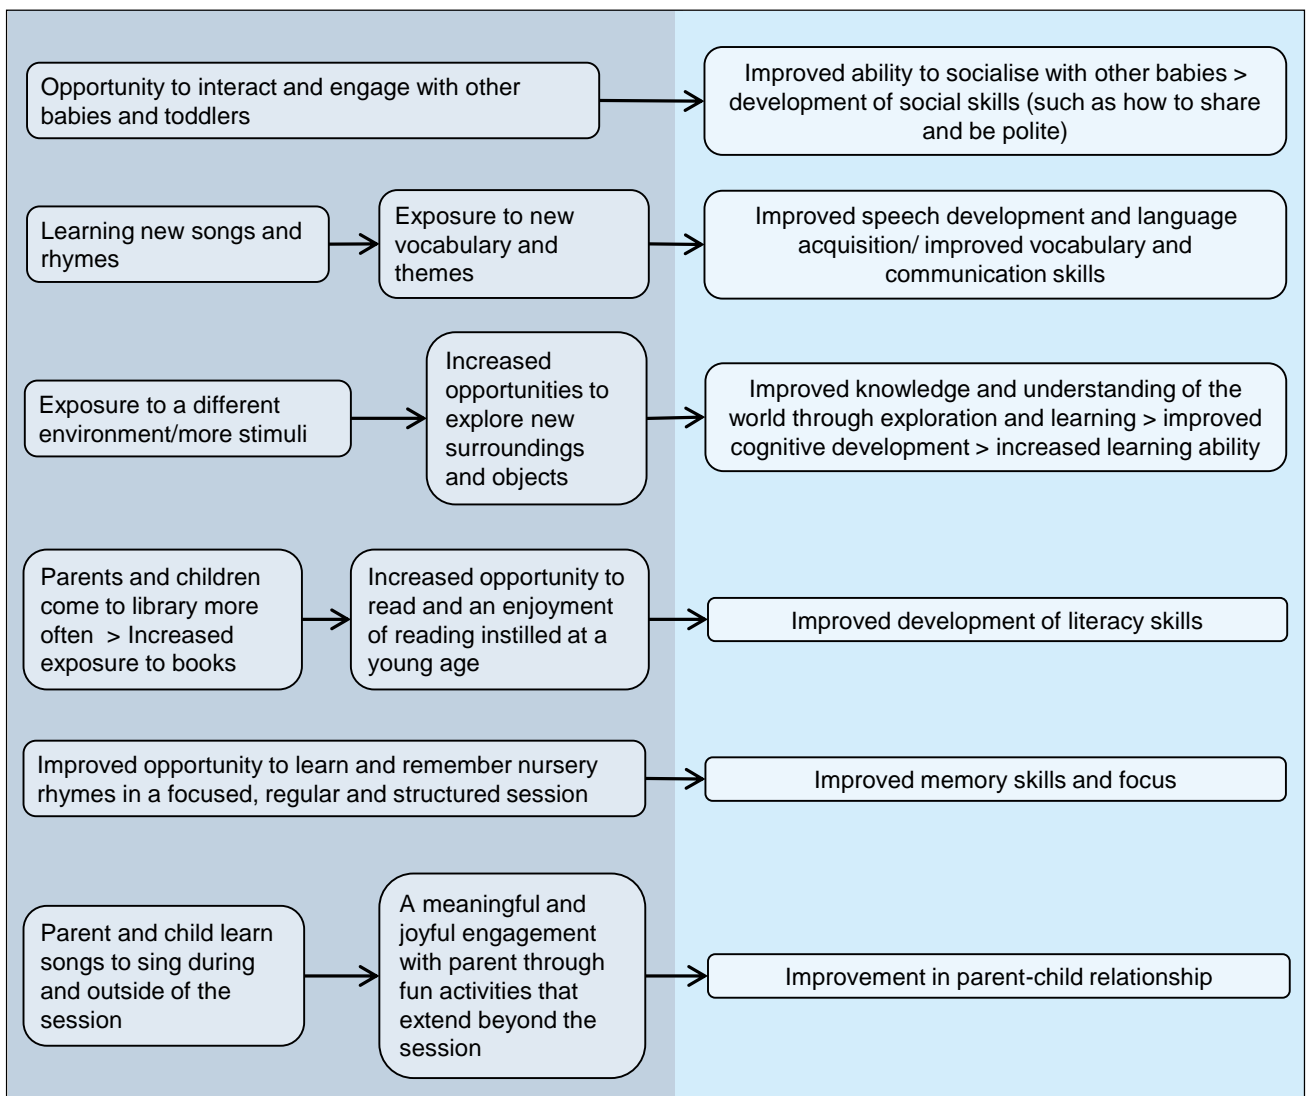 Opportunity to interact and engage with other
babies and toddlers
Improved ability to socialise with other babies >
development of social skills (such as how to share
and be polite)
Learning new songs and
rhymes
Exposure to new
vocabulary and
themes
Improved speech development and language
acquisition/ improved vocabulary and
communication skills
Exposure to a different
environment/more stimuli
Increased
opportunities to
explore new
surroundings
and objects
Improved knowledge and understanding of the
world through exploration and learning > improved
cognitive development > increased learning ability
Parents and children
come to library more
often > Increased
exposure to books
Increased opportunity to
read and an enjoyment
of reading instilled at a
young age
Improved development of literacy skills
Improved opportunity to learn and remember nursery
rhymes in a focused, regular and structured session
Improved memory skills and focus
Parent and child learn
songs to sing during
and outside of the
session
A meaningful and
joyful engagement
with parent through
fun activities that
extend beyond the
session
Improvement in parent-child relationship